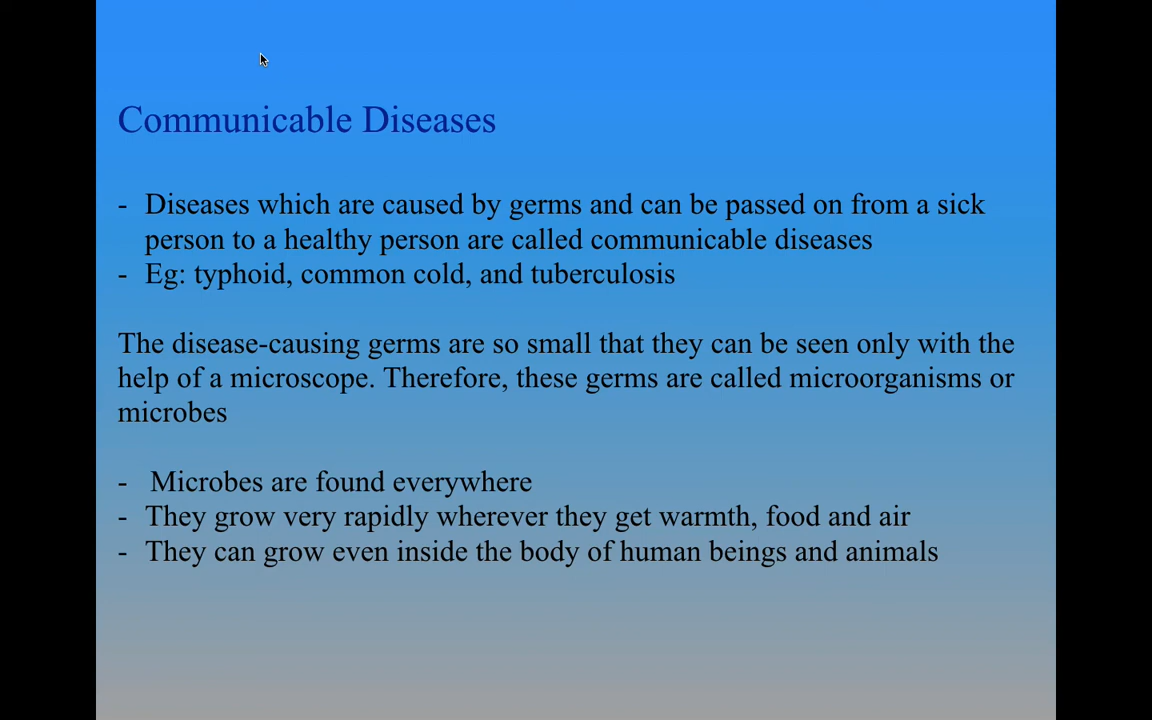 Communicable Diseases
- Diseases which are caused by germs and can be passed on from a sick
person to a healthy person are called communicable diseases
- Eg: typhoid, common cold, and tuberculosis
The disease-causing germs are so small that they can be seen only with the
help of a microscope. Therefore, these germs are called microorganisms or
microbes
- Microbes are found everywhere
- They grow very rapidly wherever they get warmth, food and air
- They can grow even inside the body of human beings and animals